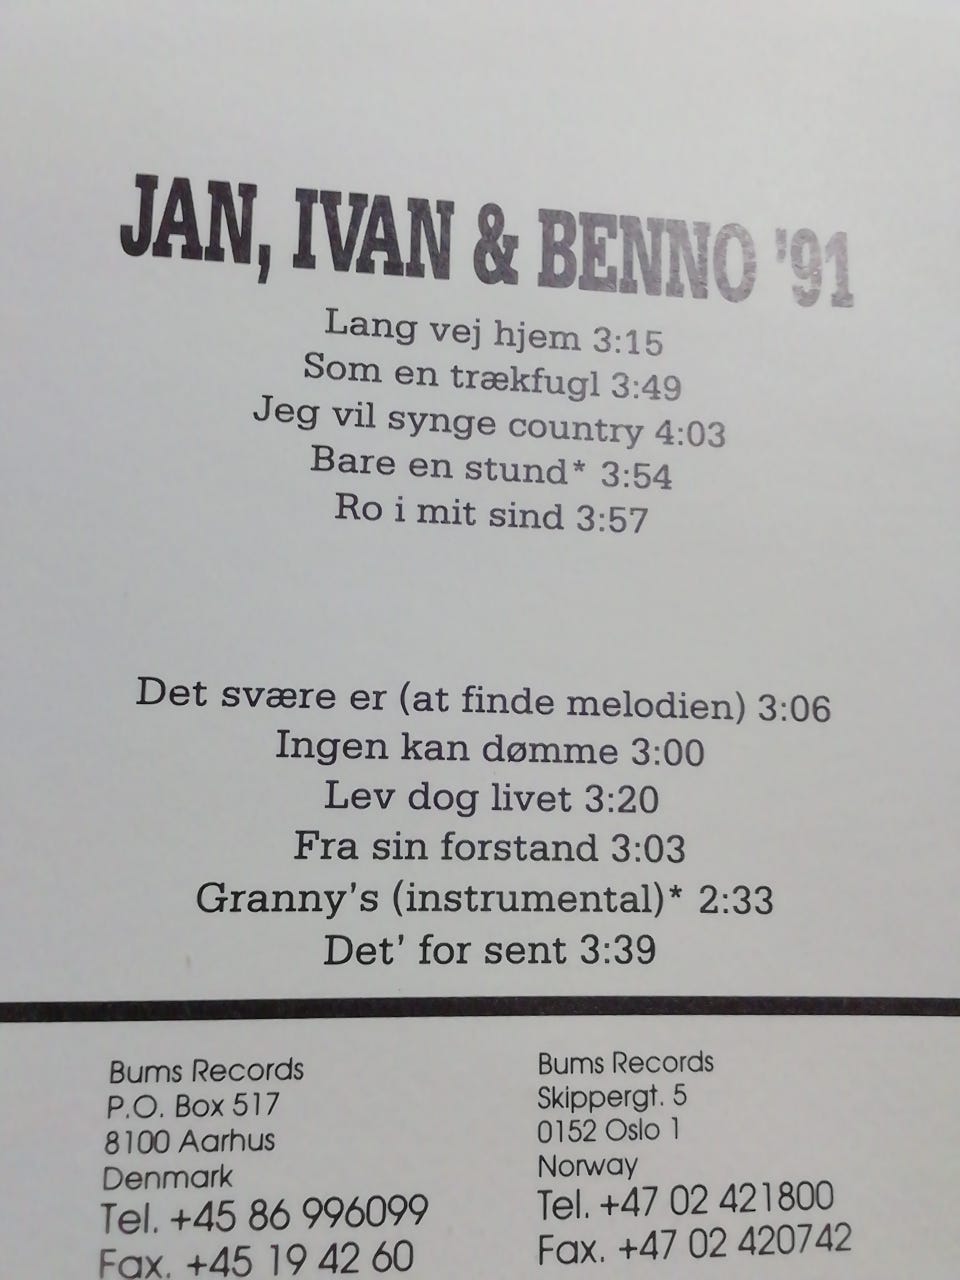 JAN, IVAN & BENNO '91
Lang vej hjem 3:15
Som en trækfugl 3:49
Jeg vil synge country 4:03
Bare en stund* 3:54
Ro i mit sind 3:57
Det svære er (at finde melodien) 3:06
Ingen kan dømme 3:00
Lev dog livet 3:20
Fra sin forstand 3:03
Granny's (instrumental)* 2:33
Det' for sent 3:39
Bums Records
P.O. Box 517
8100 Aarhus
Denmark
Tel. +45 86 996099
Fax. +45 19 42 60
Bums Records
Skippergt. 5
0152 Oslo 1
Norway
Tel. +47 02 421800
Fax. +47 02 420742